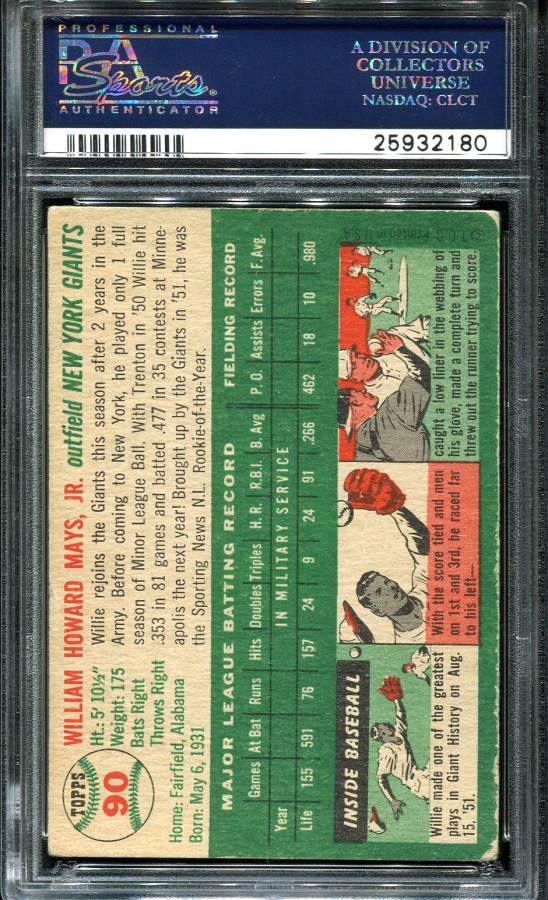 PROFESSIONAL
PSA
Sports®
AUTHENTICATOR
A DIVISION OF
COLLECTORS
UNIVERSE
NASDAQ: CLCT
25932180
TOPPS
90
WILLIAM HOWARD MAYS, JR. outfield NEW YORK GIANTS
Ht.: 5' 10½"
Weight: 175
Bats Right
Throws Right
Home: Fairfield, Alabama
Born: May 6, 1931
Willie rejoins the Giants this season after 2 years in the
Army. Before coming to New York, he played only 1 full
season of Minor League Ball. With Trenton in '50 Willie hit
.353 in 81 games and batted .477 in 35 contests at Minne-
apolis the next year! Brought up by the Giants in '51, he was
the Sporting News N.L. Rookie-of-the-Year.
MAJOR LEAGUE BATTING RECORD FIELDING RECORD
Games At Bat Runs Hits Doubles Triples H.R. R.B.I. B. Avg P.O. Assists Errors F. Avg.
Year IN MILITARY SERVICE
Life 155 591 76 157 24 9 24 91 .266 462 18 10 .980
INSIDE BASEBALL
Willie made one of the greatest
plays in Giant History on Aug.
15, '51.
With the score tied and men
on 1st and 3rd, he raced far
to his left—
caught a low liner in the webbing of
his glove, made a complete turn and
threw out the runner trying to score.
© T.C.G. Printed in U.S.A.